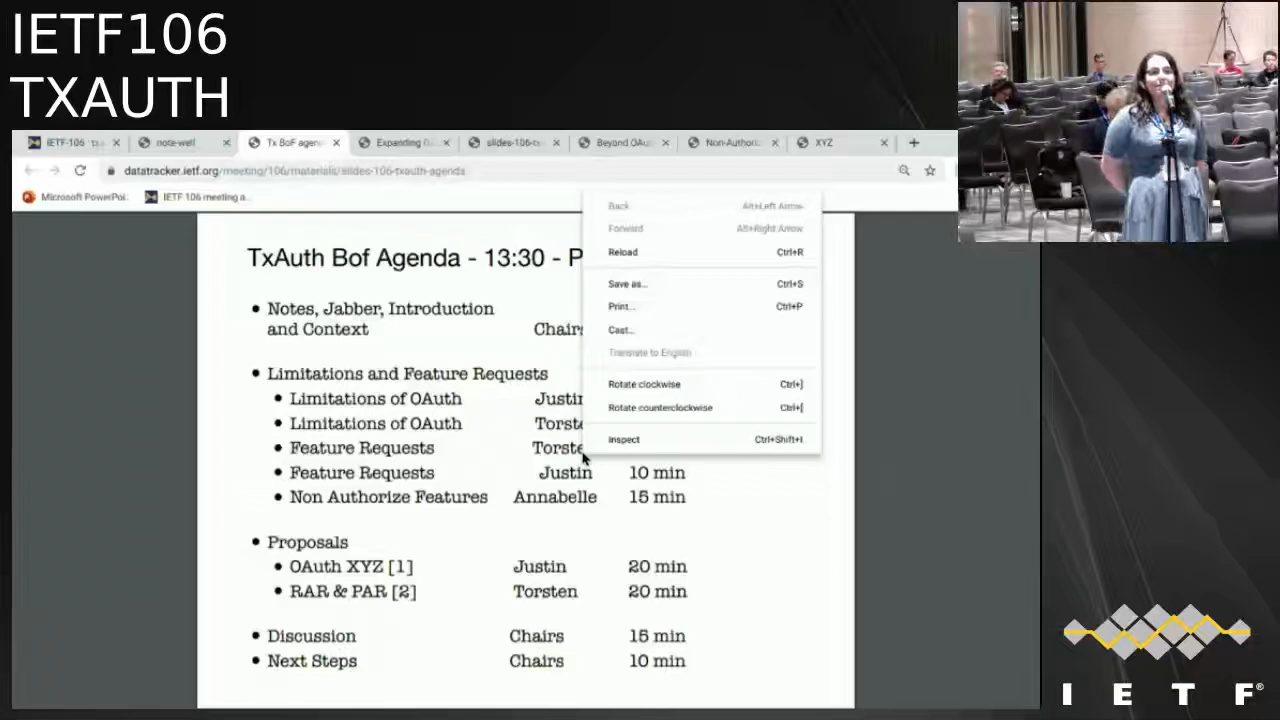 IETF106
TXAUTH
IETF-106
note-well
Tx BoF agen
Expanding
slides-106-tx
Beyond OAu
Non-Authori
XYZ
datatracker.ietf.org/meeting/106/materials/slides-106-txauth-agenda
Microsoft PowerPoi..
IETF 106 meeting a..
Back Alt+Left Arrow
Forward Alt+Right Arrow
Reload Ctrl+R
Save as... Ctrl+S
Print... Ctrl+P
Cast...
Translate to English
Rotate clockwise Ctrl+]
Rotate counterclockwise Ctrl+[
Inspect Ctrl+Shift+I
TxAuth Bof Agenda - 13:30 - P
• Notes, Jabber, Introduction
and Context Chairs
• Limitations and Feature Requests
• Limitations of OAuth Justin
• Limitations of OAuth Torste
• Feature Requests Torste
• Feature Requests Justin 10 min
• Non Authorize Features Annabelle 15 min
• Proposals
• OAuth XYZ [1] Justin 20 min
• RAR & PAR [2] Torsten 20 min
• Discussion Chairs 15 min
• Next Steps Chairs 10 min
I E T F®